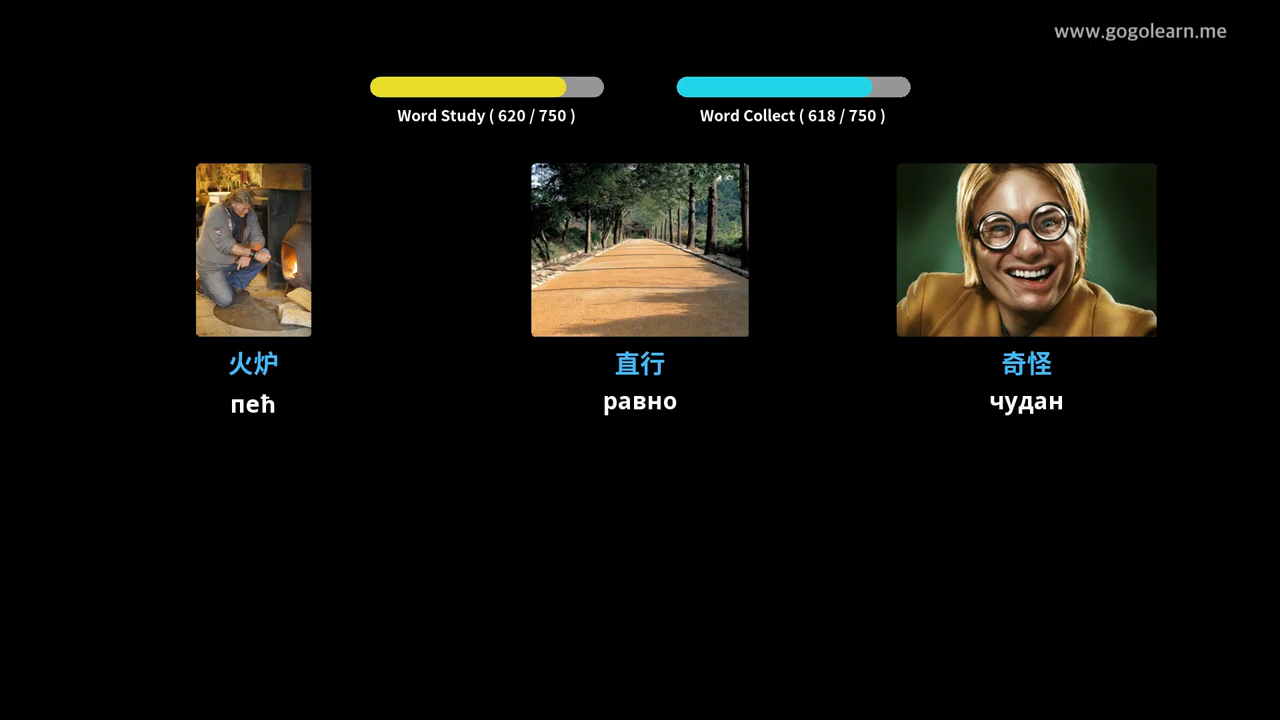 www.gogolearn.me
Word Study ( 620 / 750 )
Word Collect ( 618 / 750 )
火炉
直行
奇怪
пећ
равно
чудан